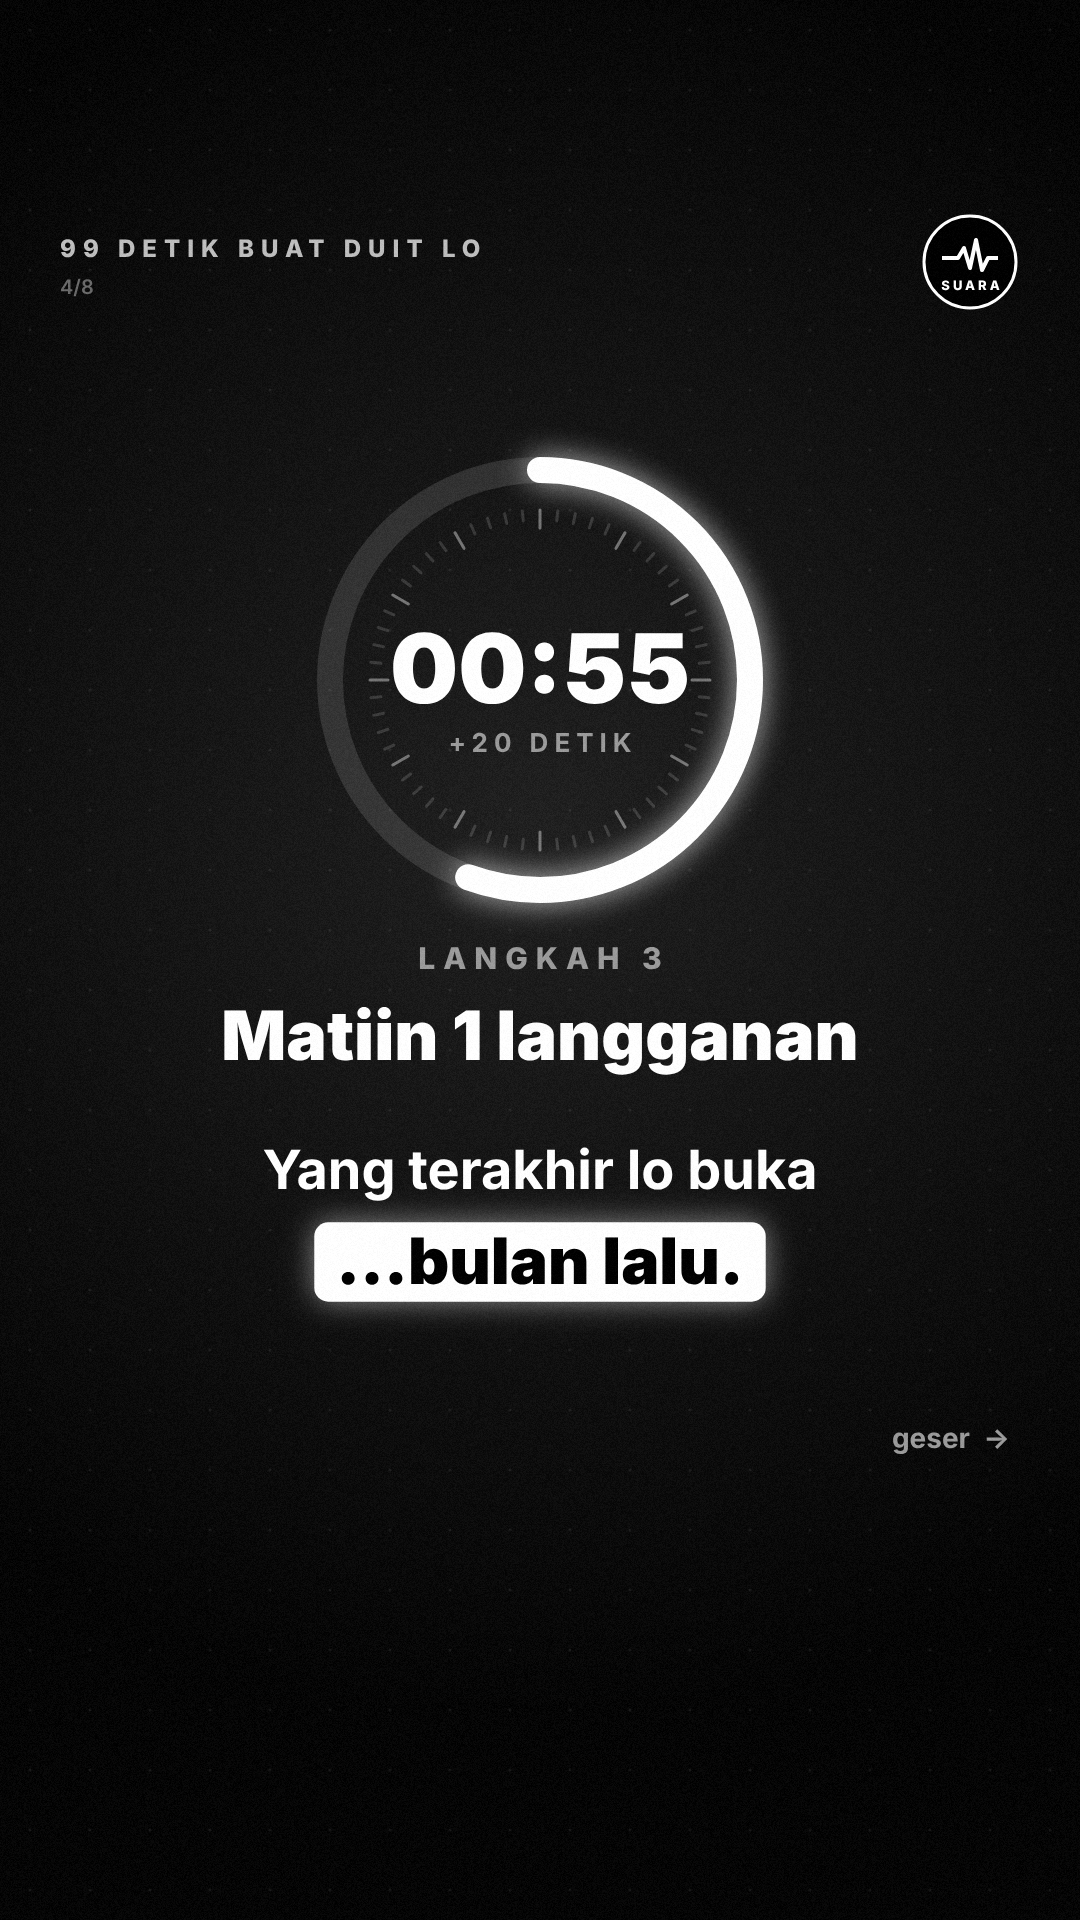 99 DETIK BUAT DUIT LO
4/8
SUARA
00:55
+20 DETIK
LANGKAH 3
Matiin 1 langganan
Yang terakhir lo buka
...bulan lalu.
geser →